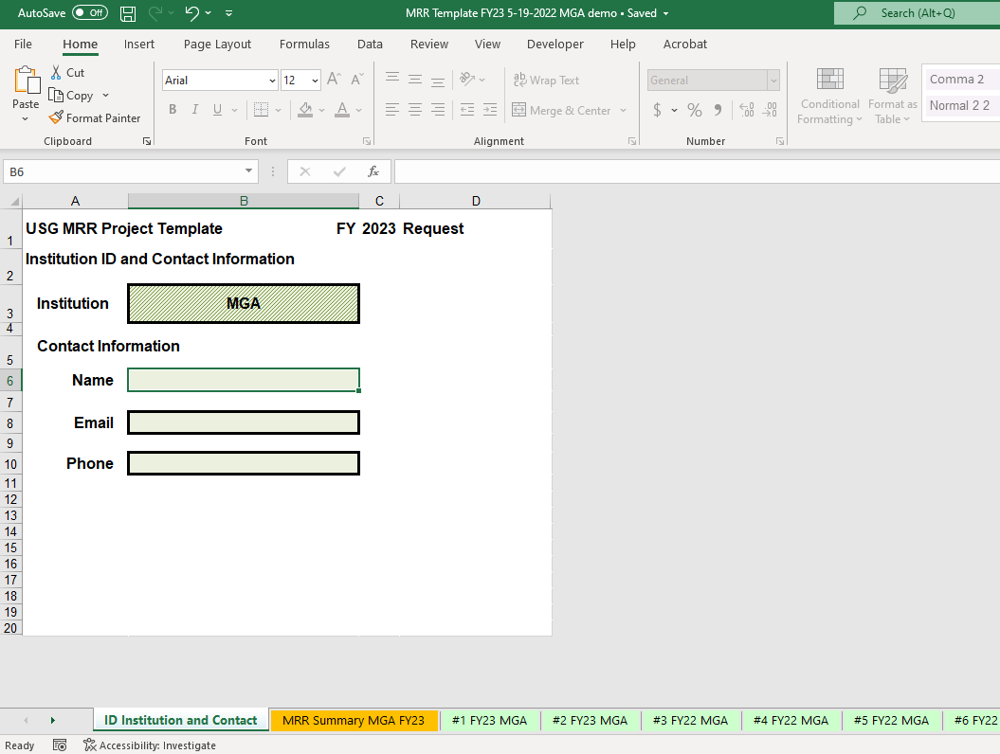 AutoSave Off MRR Template FY23 5-19-2022 MGA demo • Saved Search (Alt+Q)
File Home Insert Page Layout Formulas Data Review View Developer Help Acrobat
Paste Cut
Copy
Format Painter
Clipboard
Arial 12
B I U A
Font
Wrap Text
Merge & Center
Alignment
General
$ % 9
Number
Conditional Formatting
Format as Table
Comma 2
Normal 2 2
B6 fx
A B C D
1 USG MRR Project Template FY 2023 Request
2 Institution ID and Contact Information
3 Institution MGA
4
5 Contact Information
6 Name
7
8 Email
9
10 Phone
11
12
13
14
15
16
17
18
19
20
ID Institution and Contact MRR Summary MGA FY23 #1 FY23 MGA #2 FY23 MGA #3 FY22 MGA #4 FY22 MGA #5 FY22 MGA #6 FY22
Ready Accessibility: Investigate